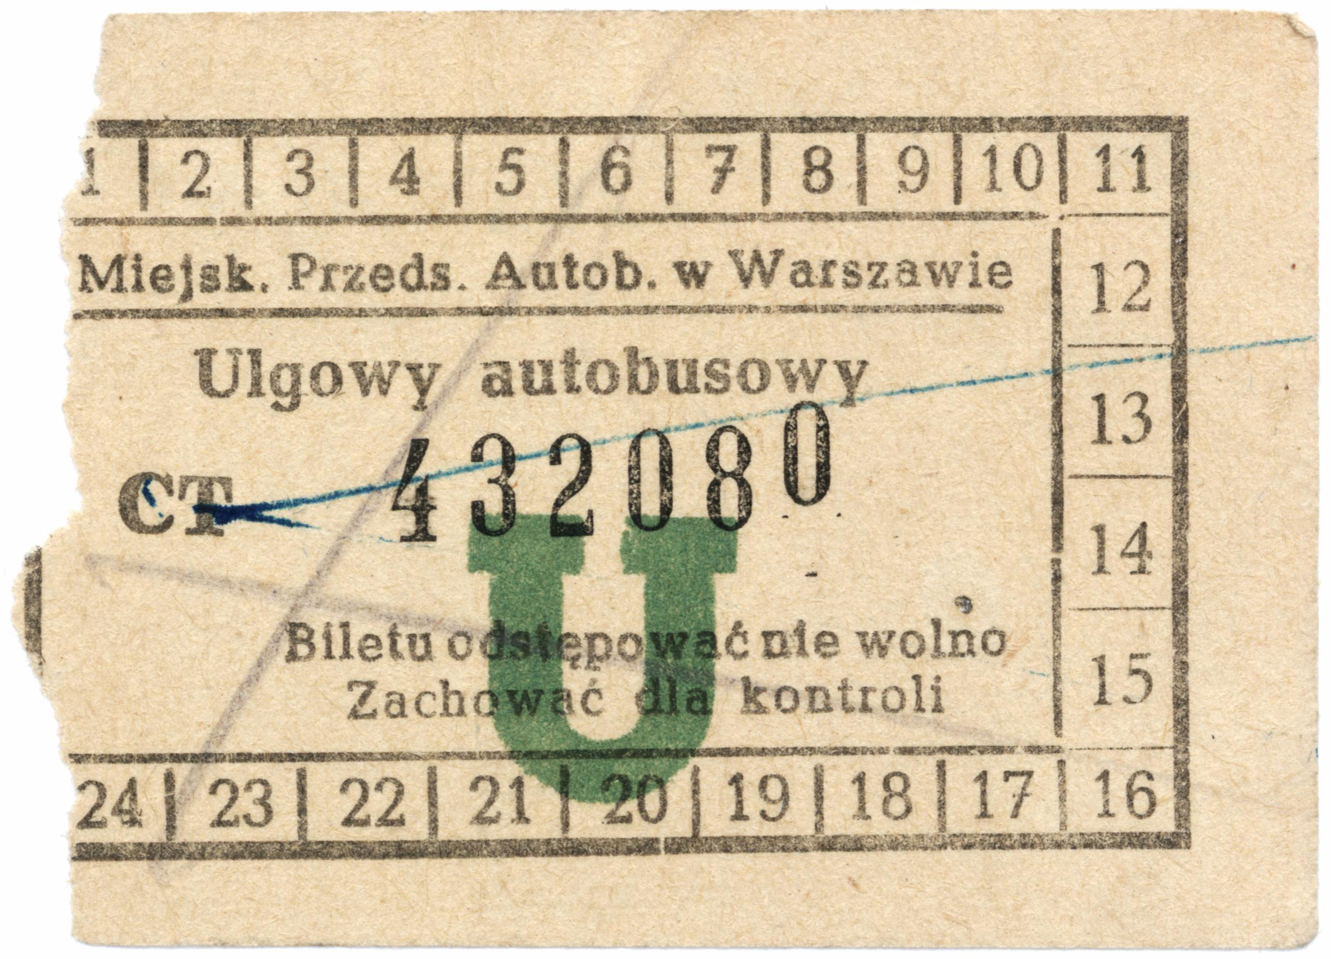 1 | 2 | 3 | 4 | 5 | 6 | 7 | 8 | 9 | 10 | 11
Miejsk. Przeds. Autob. w Warszawie
12
Ulgowy autobusowy
13
CT 432080
14
U
Biletu odstępować nie wolno
15
Zachować dla kontroli
24 | 23 | 22 | 21 | 20 | 19 | 18 | 17 | 16